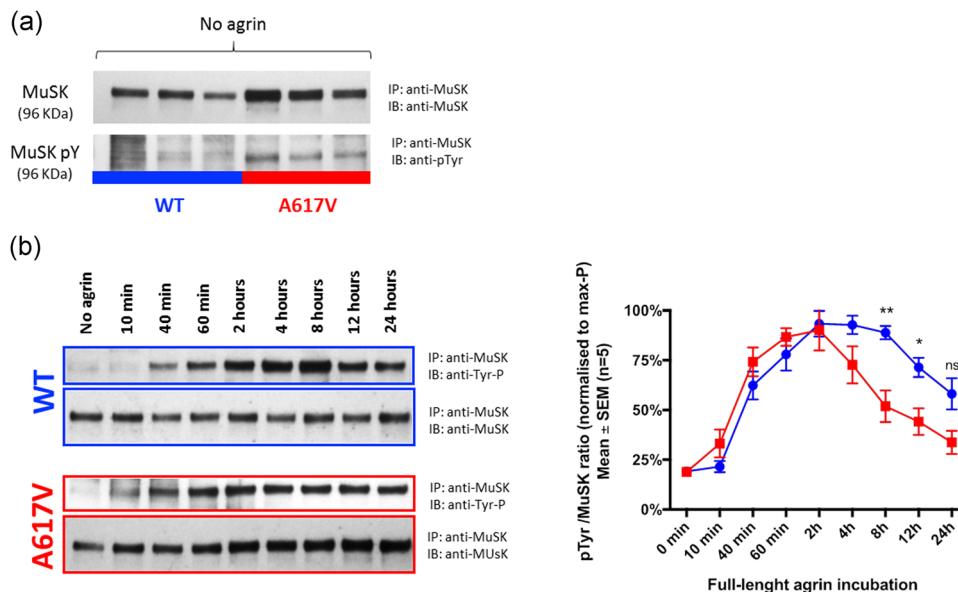 (a)
No agrin
MuSK
(96 KDa)
IP: anti-MuSK
IB: anti-MuSK
MuSK pY
(96 KDa)
IP: anti-MuSK
IB: anti-pTyr
WT
A617V
(b)
No agrin
10 min
40 min
60 min
2 hours
4 hours
8 hours
12 hours
24 hours
WT
IP: anti-MuSK
IB: anti-Tyr-P
IP: anti-MuSK
IB: anti-MuSK
A617V
IP: anti-MuSK
IB: anti-Tyr-P
IP: anti-MuSK
IB: anti-MUsK
pTyr /MuSK ratio (normalised to max-P)
Mean ± SEM (n=5)
100%
75%
50%
25%
0%
**
*
ns
0 min
10 min
40 min
60 min
2h
4h
8h
12h
24h
Full-lenght agrin incubation